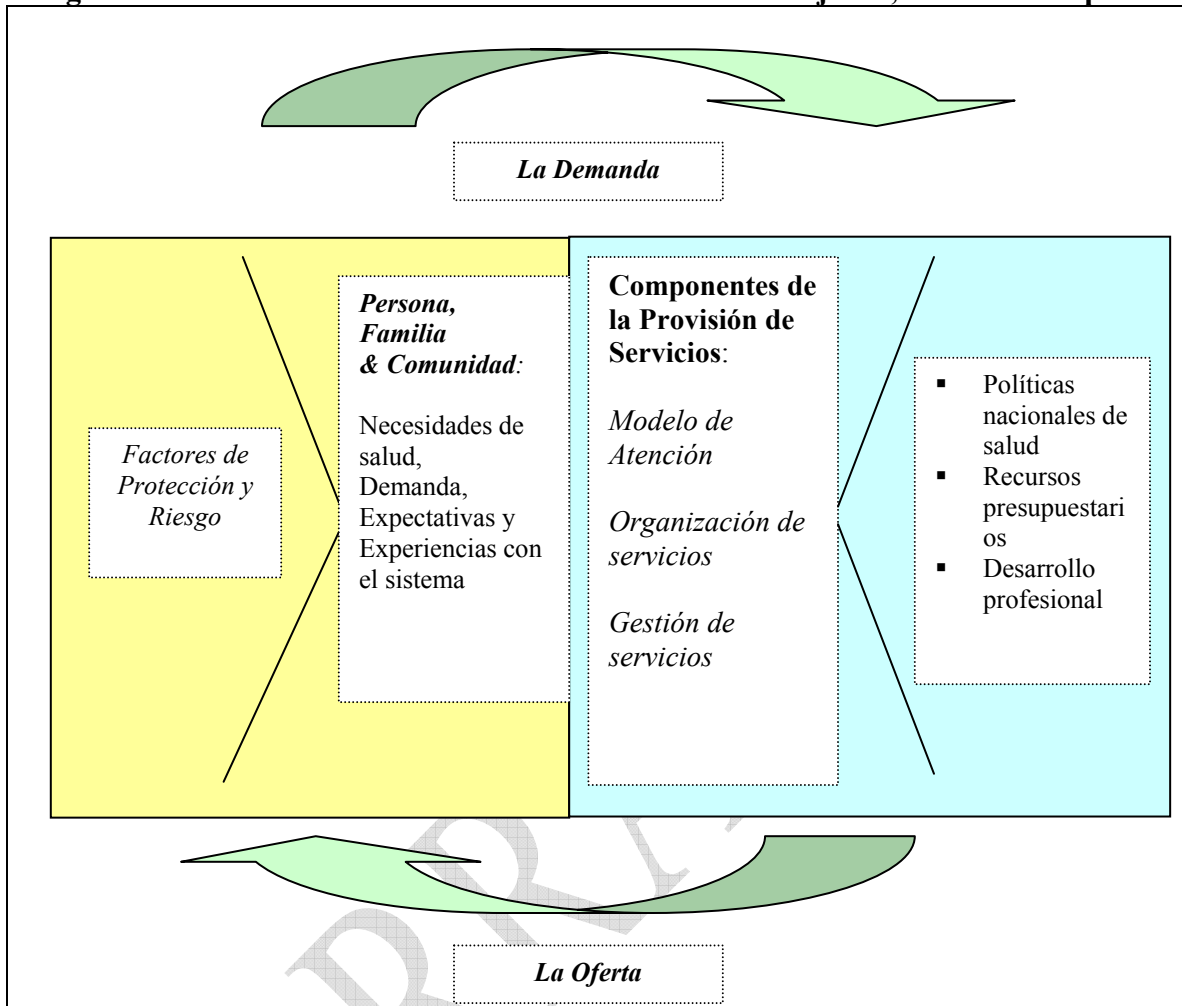 La Demanda
Factores de
Protección y
Riesgo
Persona,
Familia
& Comunidad:
Necesidades de
salud,
Demanda,
Expectativas y
Experiencias con
el sistema
Componentes de
la Provisión de
Servicios:
Modelo de
Atención
Organización de
servicios
Gestión de
servicios
▪ Políticas
nacionales de
salud
▪ Recursos
presupuestari
os
▪ Desarrollo
profesional
La Oferta